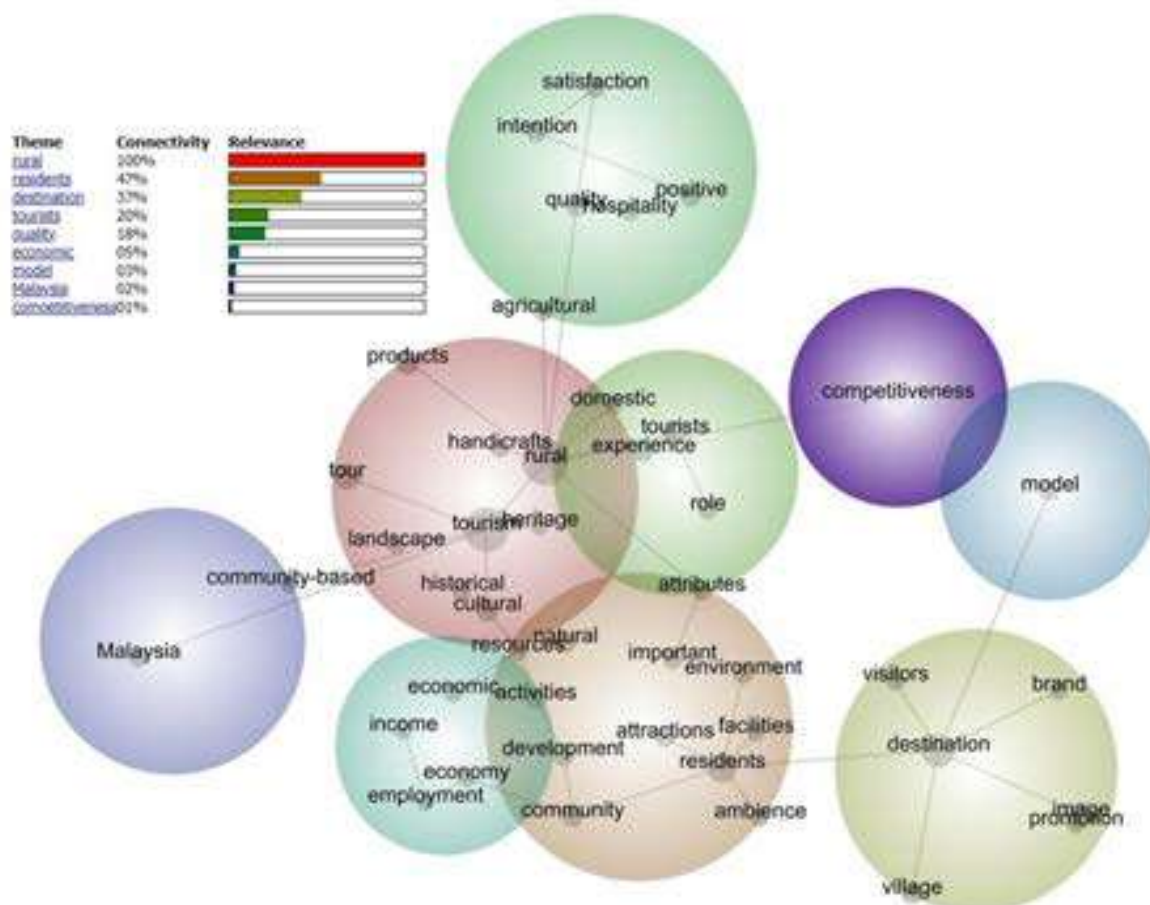 Theme Connectivity Relevance
rural 100%
residents 47%
destination 37%
tourists 20%
quality 18%
economic 05%
model 03%
Malaysia 02%
competitiveness 01%
satisfaction
intention
positive
quality
hospitality
agricultural
products
domestic
competitiveness
tourists
handicrafts
experience
rural
tour
model
role
tourism
heritage
landscape
community-based
attributes
historical
cultural
natural
resources
Malaysia
important
environment
visitors
economic
activities
brand
income
attractions
facilities
development
destination
residents
economy
employment
community
ambience
image
promotion
village